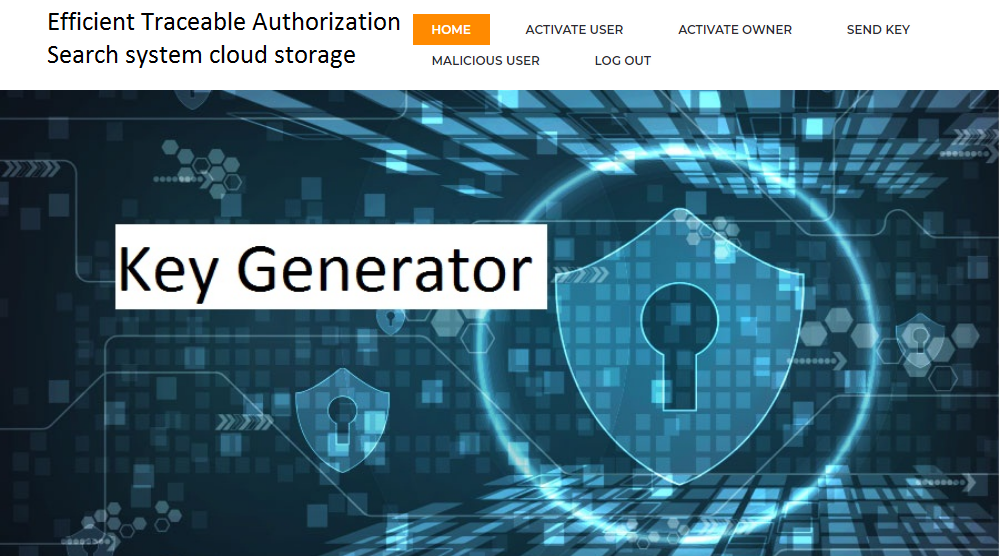 Efficient Traceable Authorization
Search system cloud storage
HOME ACTIVATE USER ACTIVATE OWNER SEND KEY
MALICIOUS USER LOG OUT
Key Generator